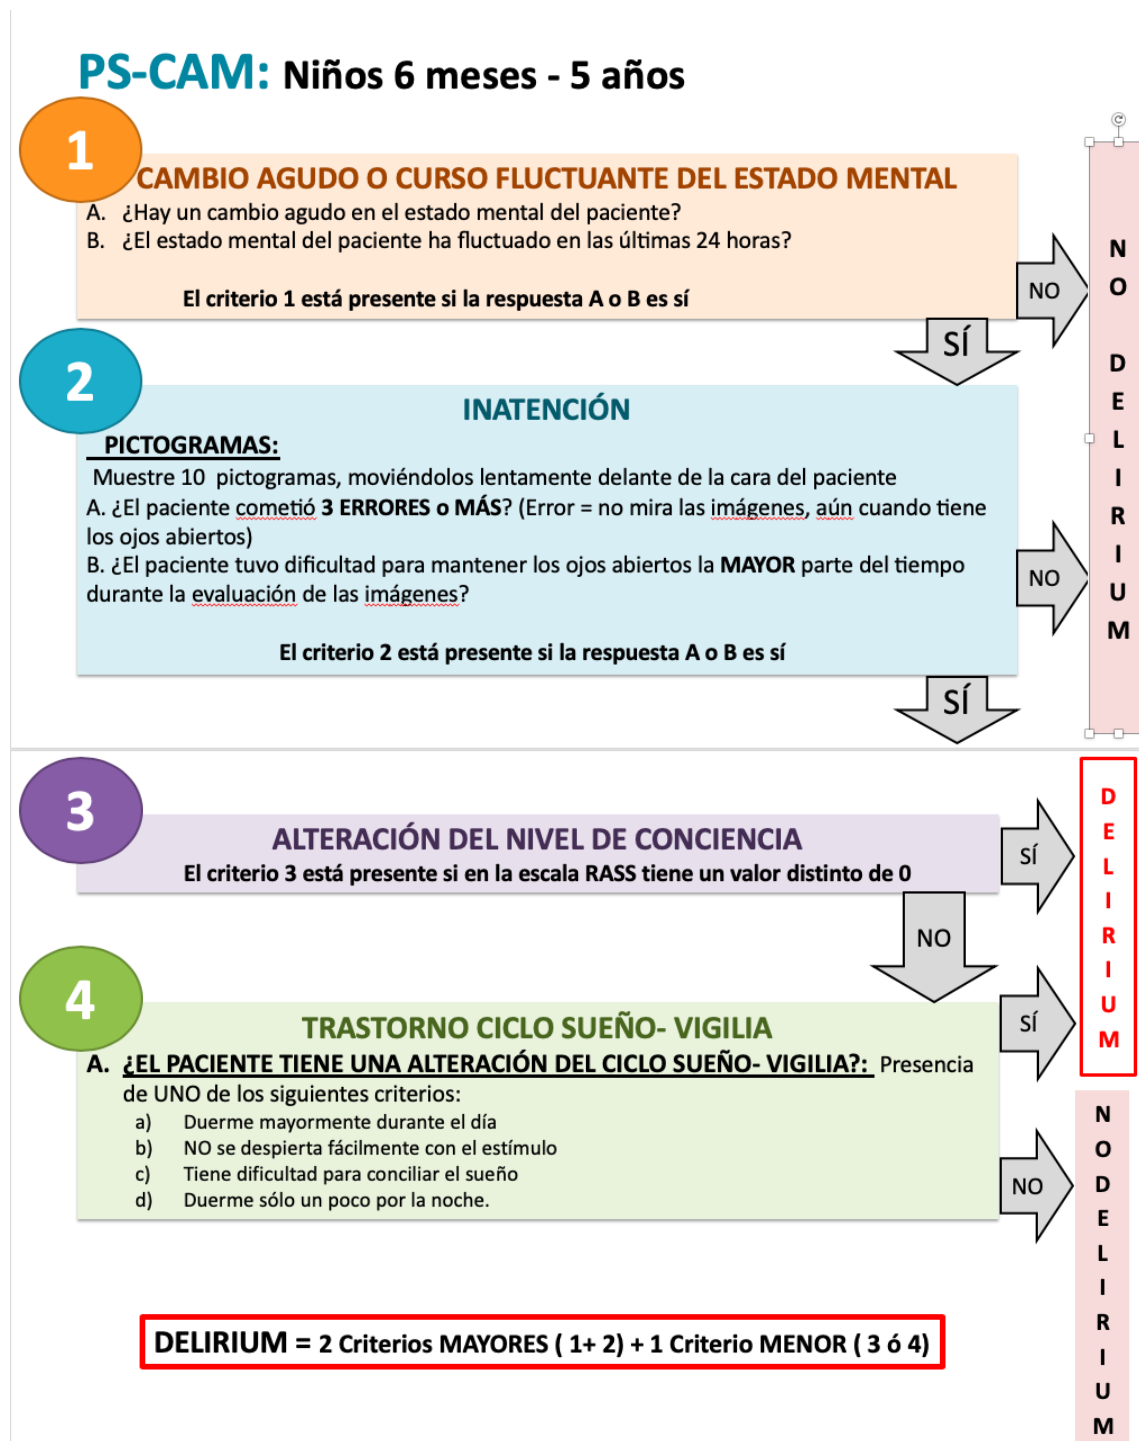 PS-CAM: Niños 6 meses - 5 años
1
CAMBIO AGUDO O CURSO FLUCTUANTE DEL ESTADO MENTAL
A. ¿Hay un cambio agudo en el estado mental del paciente?
B. ¿El estado mental del paciente ha fluctuado en las últimas 24 horas?
El criterio 1 está presente si la respuesta A o B es sí
NO
SÍ
NO DELIRIUM
2
INATENCIÓN
PICTOGRAMAS:
Muestre 10 pictogramas, moviéndolos lentamente delante de la cara del paciente
A. ¿El paciente cometió 3 ERRORES o MÁS? (Error = no mira las imágenes, aún cuando tiene
los ojos abiertos)
B. ¿El paciente tuvo dificultad para mantener los ojos abiertos la MAYOR parte del tiempo
durante la evaluación de las imágenes?
El criterio 2 está presente si la respuesta A o B es sí
NO
SÍ
3
ALTERACIÓN DEL NIVEL DE CONCIENCIA
El criterio 3 está presente si en la escala RASS tiene un valor distinto de 0
SÍ
NO
DELIRIUM
4
TRASTORNO CICLO SUEÑO- VIGILIA
A. ¿EL PACIENTE TIENE UNA ALTERACIÓN DEL CICLO SUEÑO- VIGILIA?: Presencia
de UNO de los siguientes criterios:
a) Duerme mayormente durante el día
b) NO se despierta fácilmente con el estímulo
c) Tiene dificultad para conciliar el sueño
d) Duerme sólo un poco por la noche.
SÍ
NO
NO DELIRIUM
DELIRIUM = 2 Criterios MAYORES ( 1+ 2) + 1 Criterio MENOR ( 3 ó 4)